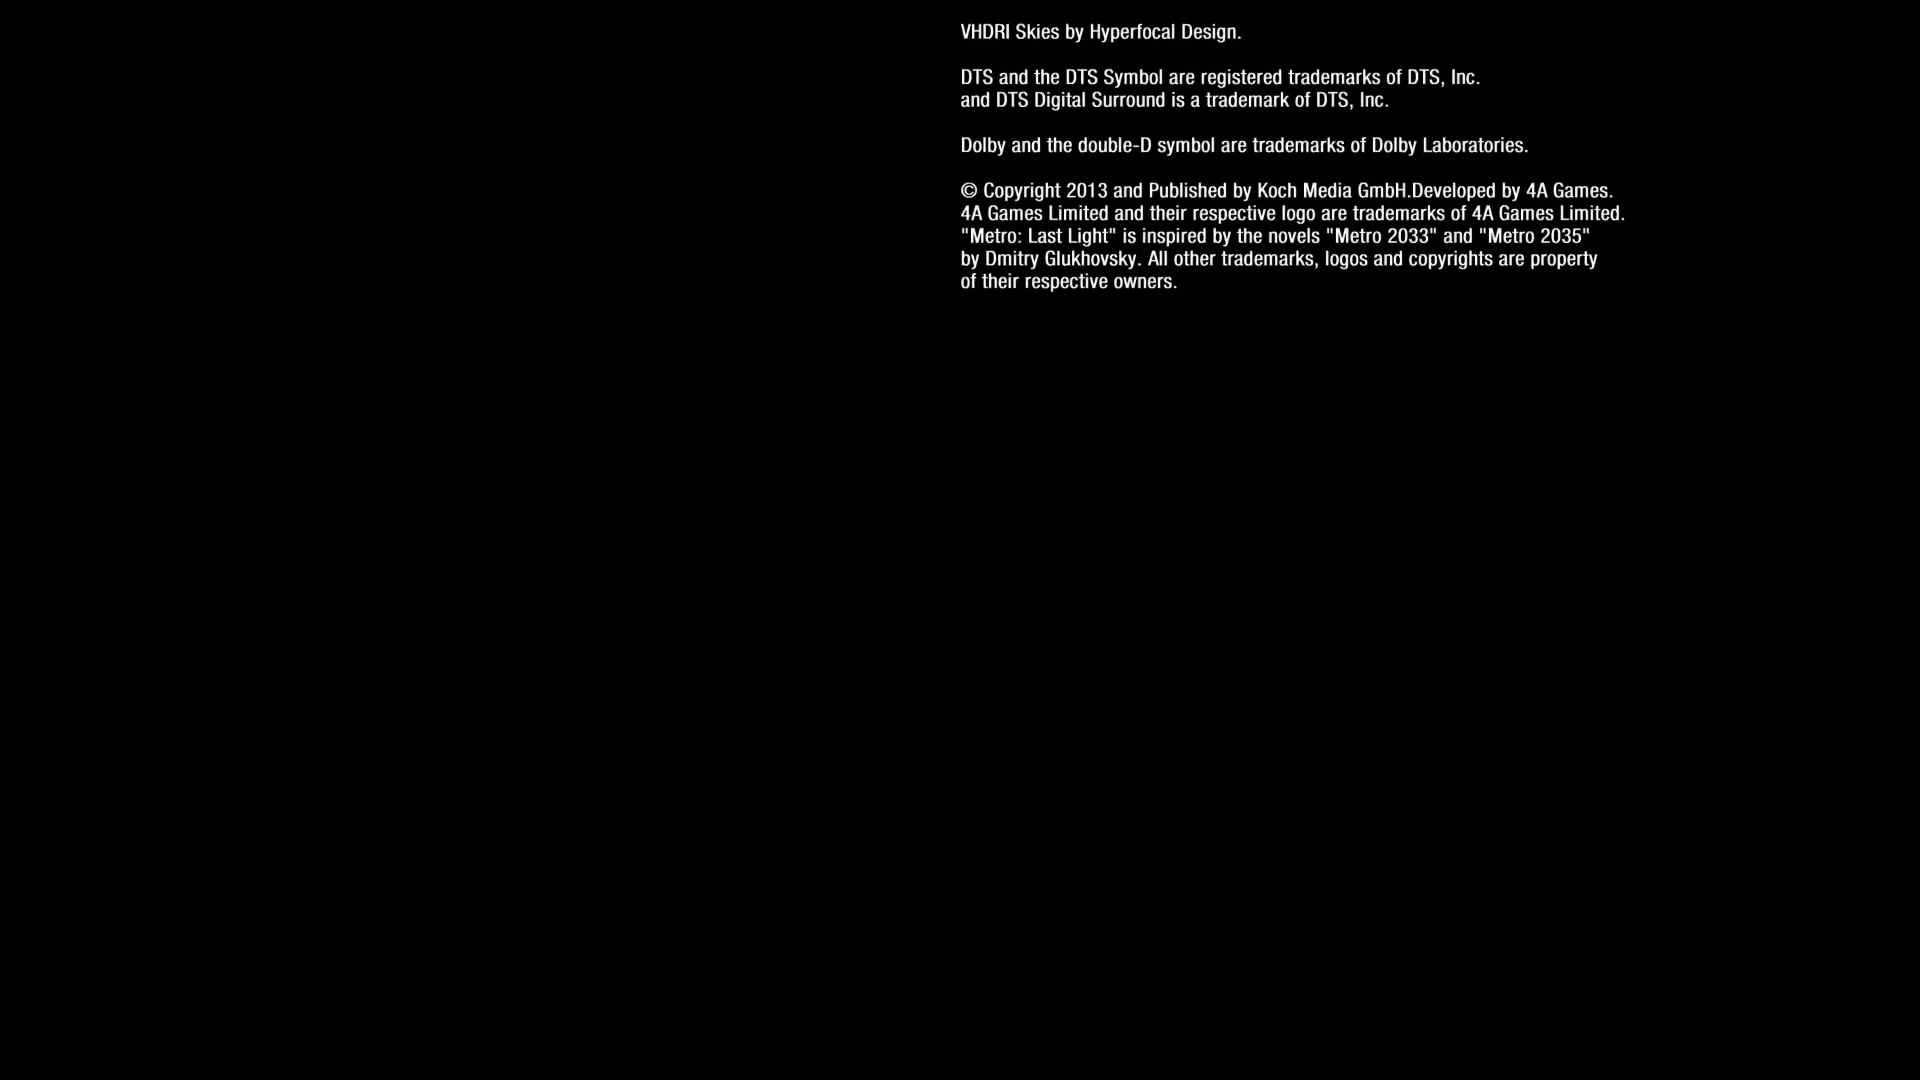 VHDRI Skies by Hyperfocal Design.
DTS and the DTS Symbol are registered trademarks of DTS, Inc.
and DTS Digital Surround is a trademark of DTS, Inc.
Dolby and the double-D symbol are trademarks of Dolby Laboratories.
© Copyright 2013 and Published by Koch Media GmbH.Developed by 4A Games.
4A Games Limited and their respective logo are trademarks of 4A Games Limited.
"Metro: Last Light" is inspired by the novels "Metro 2033" and "Metro 2035"
by Dmitry Glukhovsky. All other trademarks, logos and copyrights are property
of their respective owners.